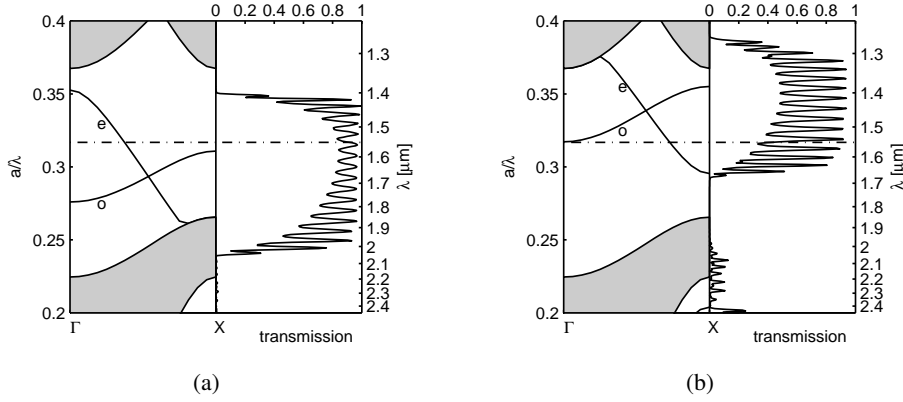 0 0.2 0.4 0.6 0.8 1
0.4
0.35
0.3
0.25
0.2
a/λ
e
o
Γ
X
transmission
1.3
1.4
1.5
1.6
1.7
1.8
1.9
2
2.1
2.2
2.3
2.4
λ [μm]
(a)
0 0.2 0.4 0.6 0.8 1
0.4
0.35
0.3
0.25
0.2
a/λ
e
o
Γ
X
transmission
1.3
1.4
1.5
1.6
1.7
1.8
1.9
2
2.1
2.2
2.3
2.4
λ [μm]
(b)